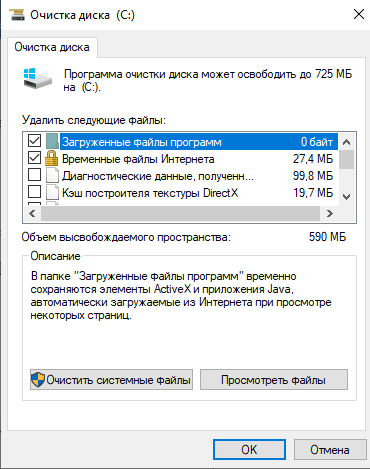 Очистка диска  (C:)
Очистка диска
Программа очистки диска может освободить до 725 МБ
на  (C:).
Удалить следующие файлы:
Загруженные файлы программ 0 байт
Временные файлы Интернета 27,4 МБ
Диагностические данные, полученн... 99,8 МБ
Кэш построителя текстуры DirectX 19,7 МБ
Объем высвобождаемого пространства: 590 МБ
Описание
В папке "Загруженные файлы программ" временно
сохраняются элементы ActiveX и приложения Java,
автоматически загружаемые из Интернета при просмотре
некоторых страниц.
Очистить системные файлы Просмотреть файлы
OK Отмена